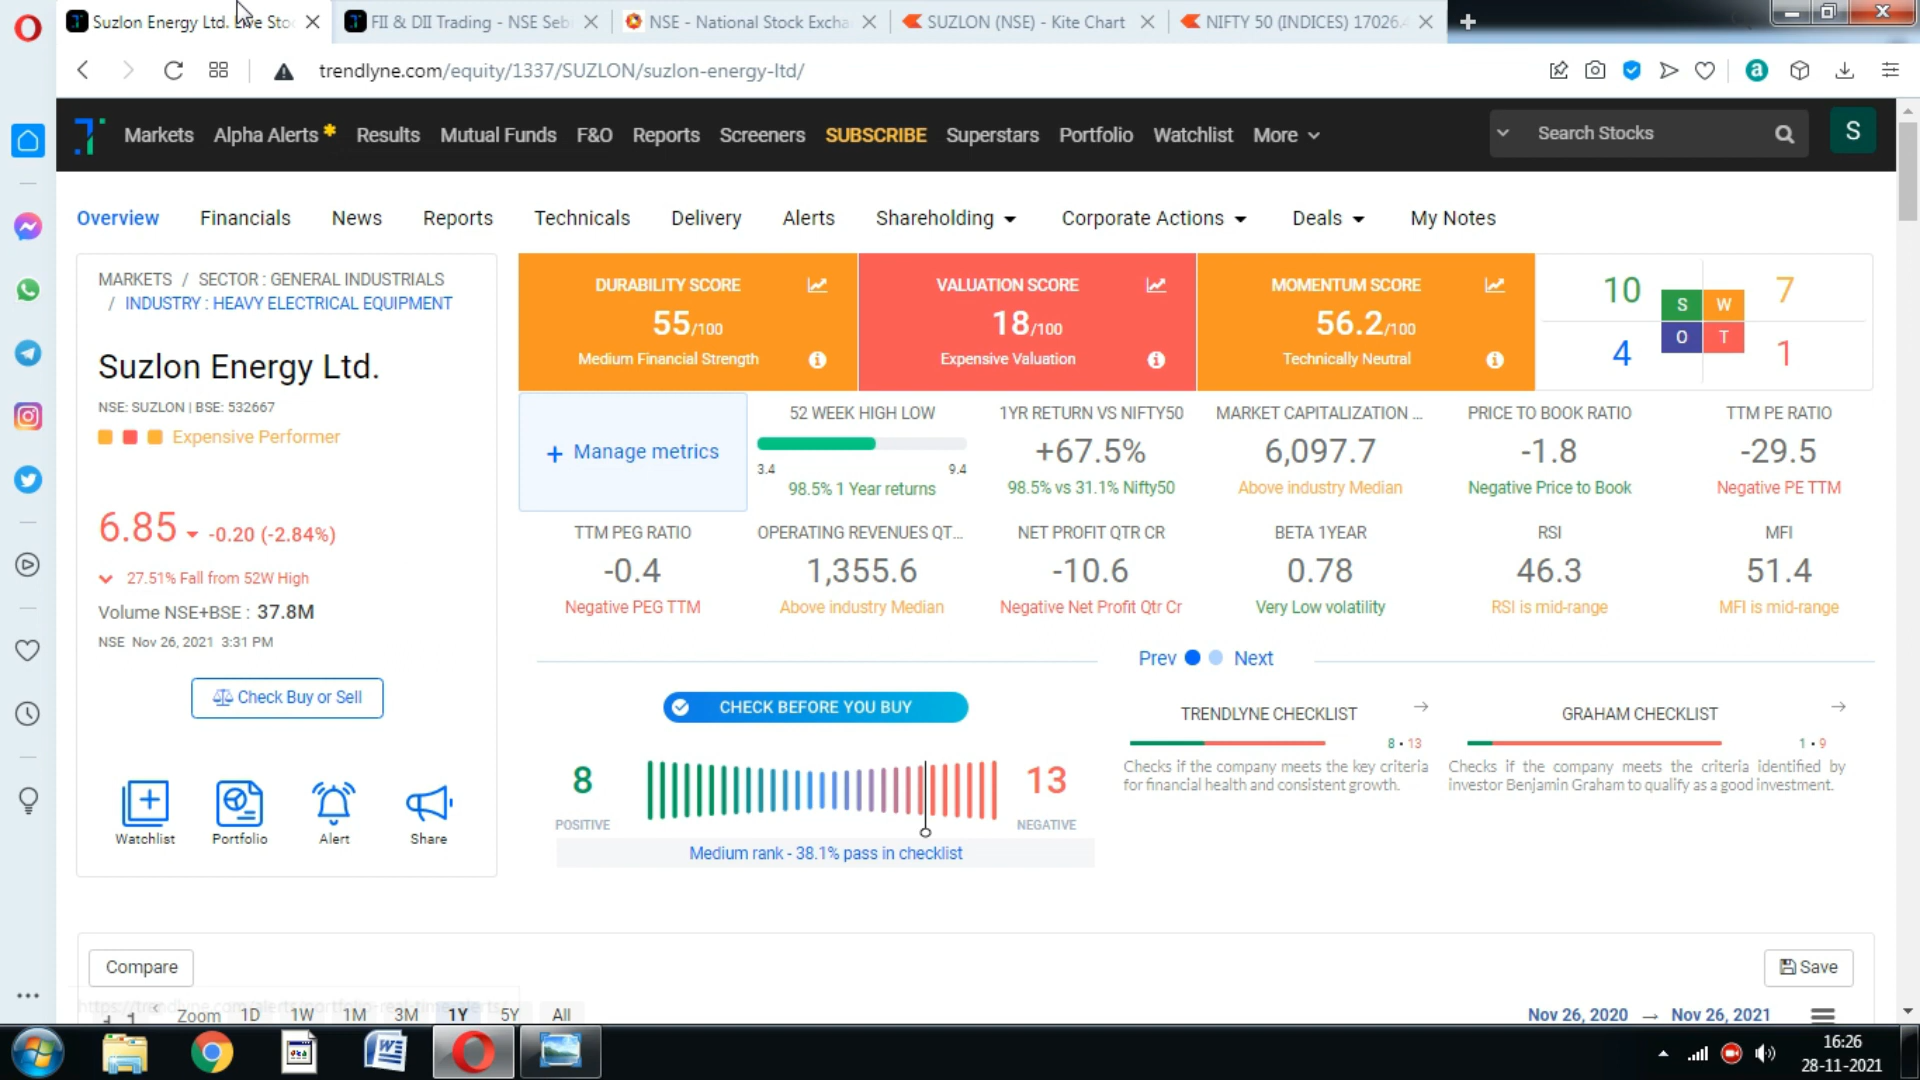 Suzlon Energy Ltd. Live Stoc
FII & DII Trading - NSE Seb
NSE - National Stock Excha
SUZLON (NSE) - Kite Chart
NIFTY 50 (INDICES) 17026.
trendlyne.com/equity/1337/SUZLON/suzlon-energy-ltd/
a
Markets Alpha Alerts Results Mutual Funds F&O Reports Screeners SUBSCRIBE Superstars Portfolio Watchlist More
Search Stocks
S
Overview Financials News Reports Technicals Delivery Alerts Shareholding Corporate Actions Deals My Notes
MARKETS / SECTOR : GENERAL INDUSTRIALS
/ INDUSTRY : HEAVY ELECTRICAL EQUIPMENT
Suzlon Energy Ltd.
NSE: SUZLON | BSE: 532667
Expensive Performer
6.85 -0.20 (-2.84%)
27.51% Fall from 52W High
Volume NSE+BSE : 37.8M
NSE Nov 26, 2021 3:31 PM
Check Buy or Sell
Watchlist Portfolio Alert Share
DURABILITY SCORE
55/100
Medium Financial Strength
VALUATION SCORE
18/100
Expensive Valuation
MOMENTUM SCORE
56.2/100
Technically Neutral
10 S W 7
4 O T 1
+ Manage metrics
52 WEEK HIGH LOW
3.4 9.4
98.5% 1 Year returns
1YR RETURN VS NIFTY50
+67.5%
98.5% vs 31.1% Nifty50
MARKET CAPITALIZATION ...
6,097.7
Above industry Median
PRICE TO BOOK RATIO
-1.8
Negative Price to Book
TTM PE RATIO
-29.5
Negative PE TTM
TTM PEG RATIO
-0.4
Negative PEG TTM
OPERATING REVENUES QT...
1,355.6
Above industry Median
NET PROFIT QTR CR
-10.6
Negative Net Profit Qtr Cr
BETA 1YEAR
0.78
Very Low volatility
RSI
46.3
RSI is mid-range
MFI
51.4
MFI is mid-range
Prev Next
CHECK BEFORE YOU BUY
8
POSITIVE
13
NEGATIVE
Medium rank - 38.1% pass in checklist
TRENDLYNE CHECKLIST
8 • 13
Checks if the company meets the key criteria
for financial health and consistent growth.
GRAHAM CHECKLIST
1 • 9
Checks if the company meets the criteria identified by
investor Benjamin Graham to qualify as a good investment.
Compare
Save
https://trendlyne.com/alerts/portfolio-real-time-alerts/
Zoom 1D 1W 1M 3M 1Y 5Y All
Nov 26, 2020 → Nov 26, 2021
16:26
28-11-2021